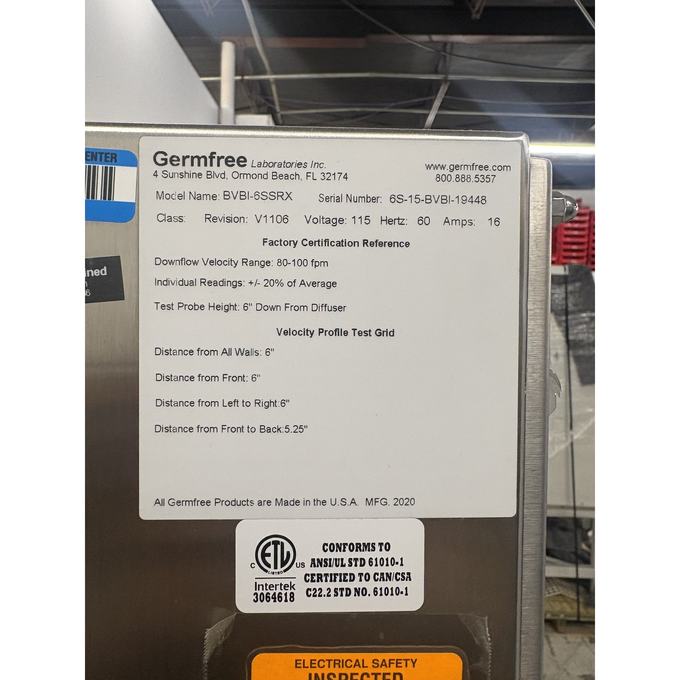 Germfree Laboratories Inc.
4 Sunshine Blvd, Ormond Beach, FL 32174
www.germfree.com
800.888.5357
Model Name: BVBI-6SSRX Serial Number: 6S-15-BVBI-19448
Class: Revision: V1106 Voltage: 115 Hertz: 60 Amps: 16
Factory Certification Reference
Downflow Velocity Range: 80-100 fpm
Individual Readings: +/- 20% of Average
Test Probe Height: 6" Down From Diffuser
Velocity Profile Test Grid
Distance from All Walls: 6"
Distance from Front: 6"
Distance from Left to Right:6"
Distance from Front to Back:5.25"
All Germfree Products are Made in the U.S.A. MFG. 2020
ENTER
ETL
LISTED
C US
Intertek
3064618
CONFORMS TO
ANSI/UL STD 61010-1
CERTIFIED TO CAN/CSA
C22.2 STD NO. 61010-1
ELECTRICAL SAFETY
INSPECTED